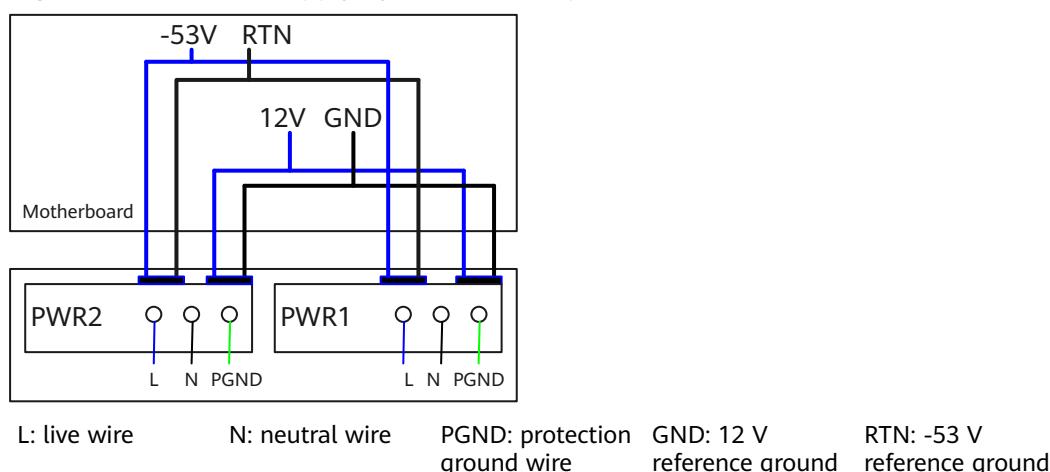 -53V RTN
12V GND
Motherboard
PWR2
PWR1
L N PGND
L N PGND
L: live wire
N: neutral wire
PGND: protection
ground wire
GND: 12 V
reference ground
RTN: -53 V
reference ground